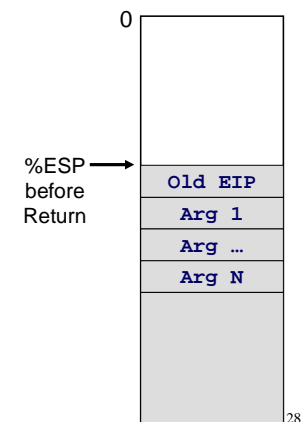 0
%ESP
before
Return
Old EIP
Arg 1
Arg …
Arg N
28